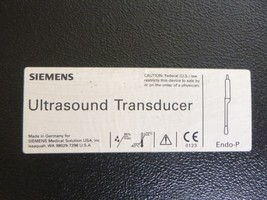 SIEMENS
CAUTION: Federal (U.S.) law
restricts this device to sale by
or on the order of a physician.
Ultrasound Transducer
Made in Germany for
SIEMENS Medical Solution USA, Inc.
Issaquah, WA 98029-7298 U.S.A
0123
Endo-P